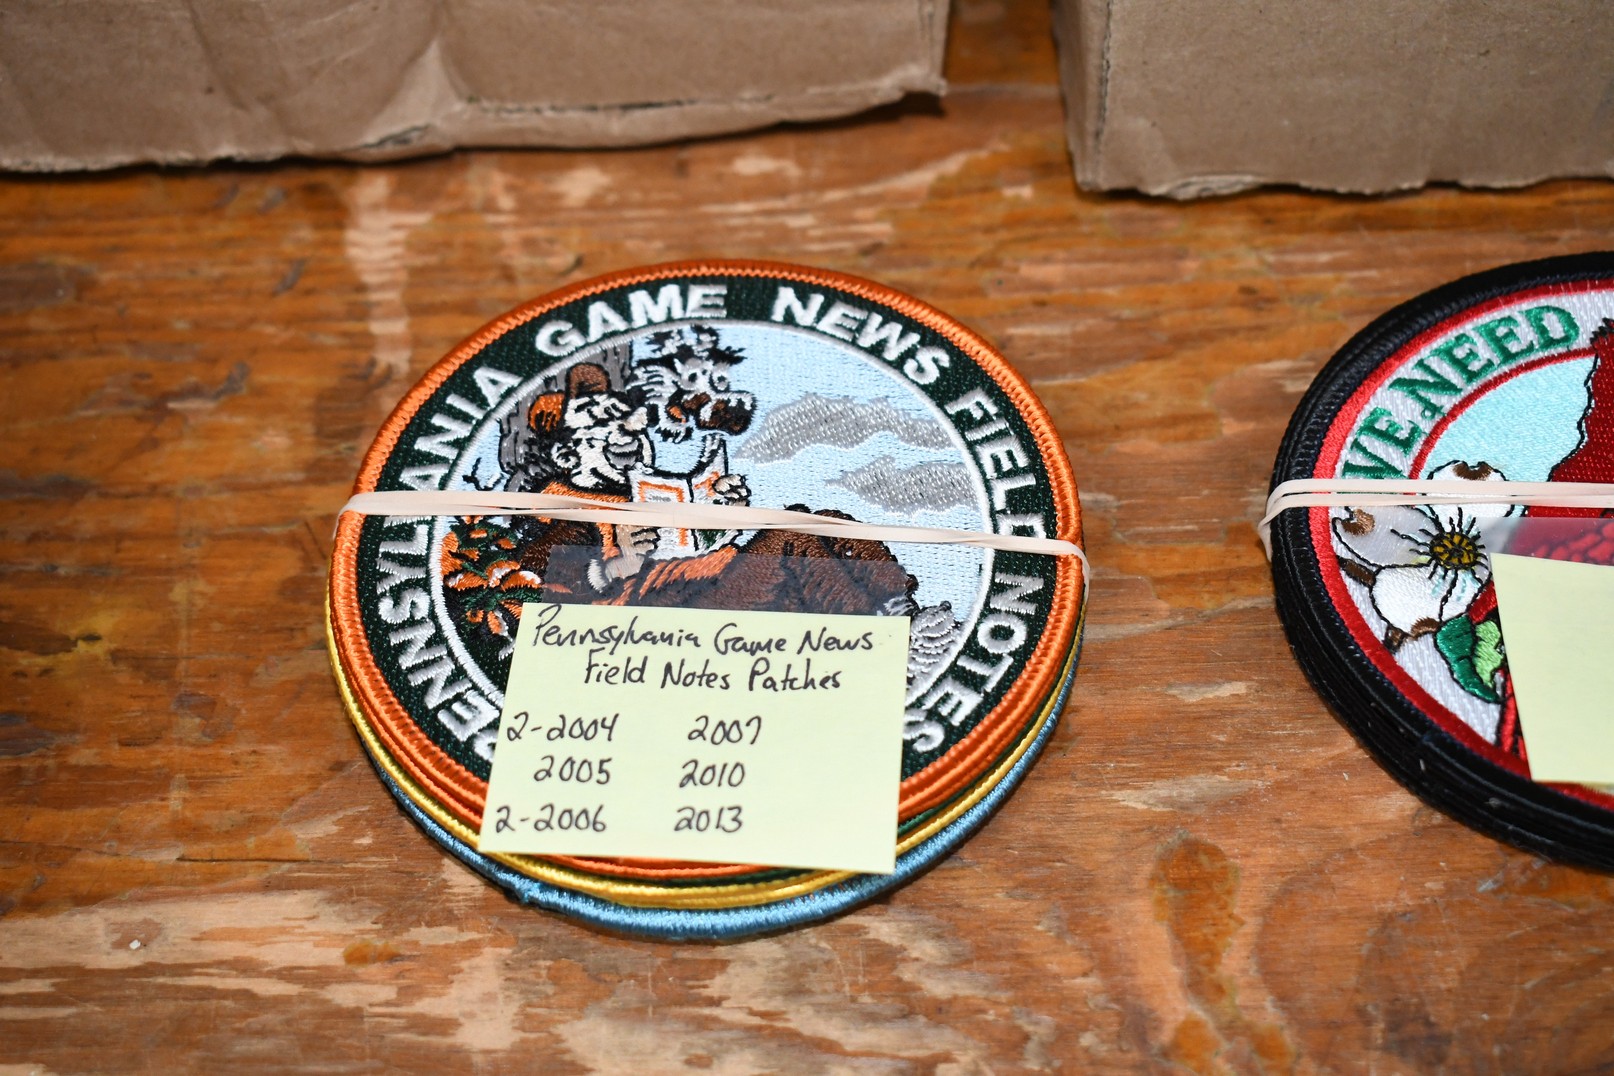 PENNSYLVANIA GAME NEWS FIELD NOTES
Pennsylvania Game News
Field Notes Patches
2-2004 2007
2005 2010
2-2006 2013
NEED